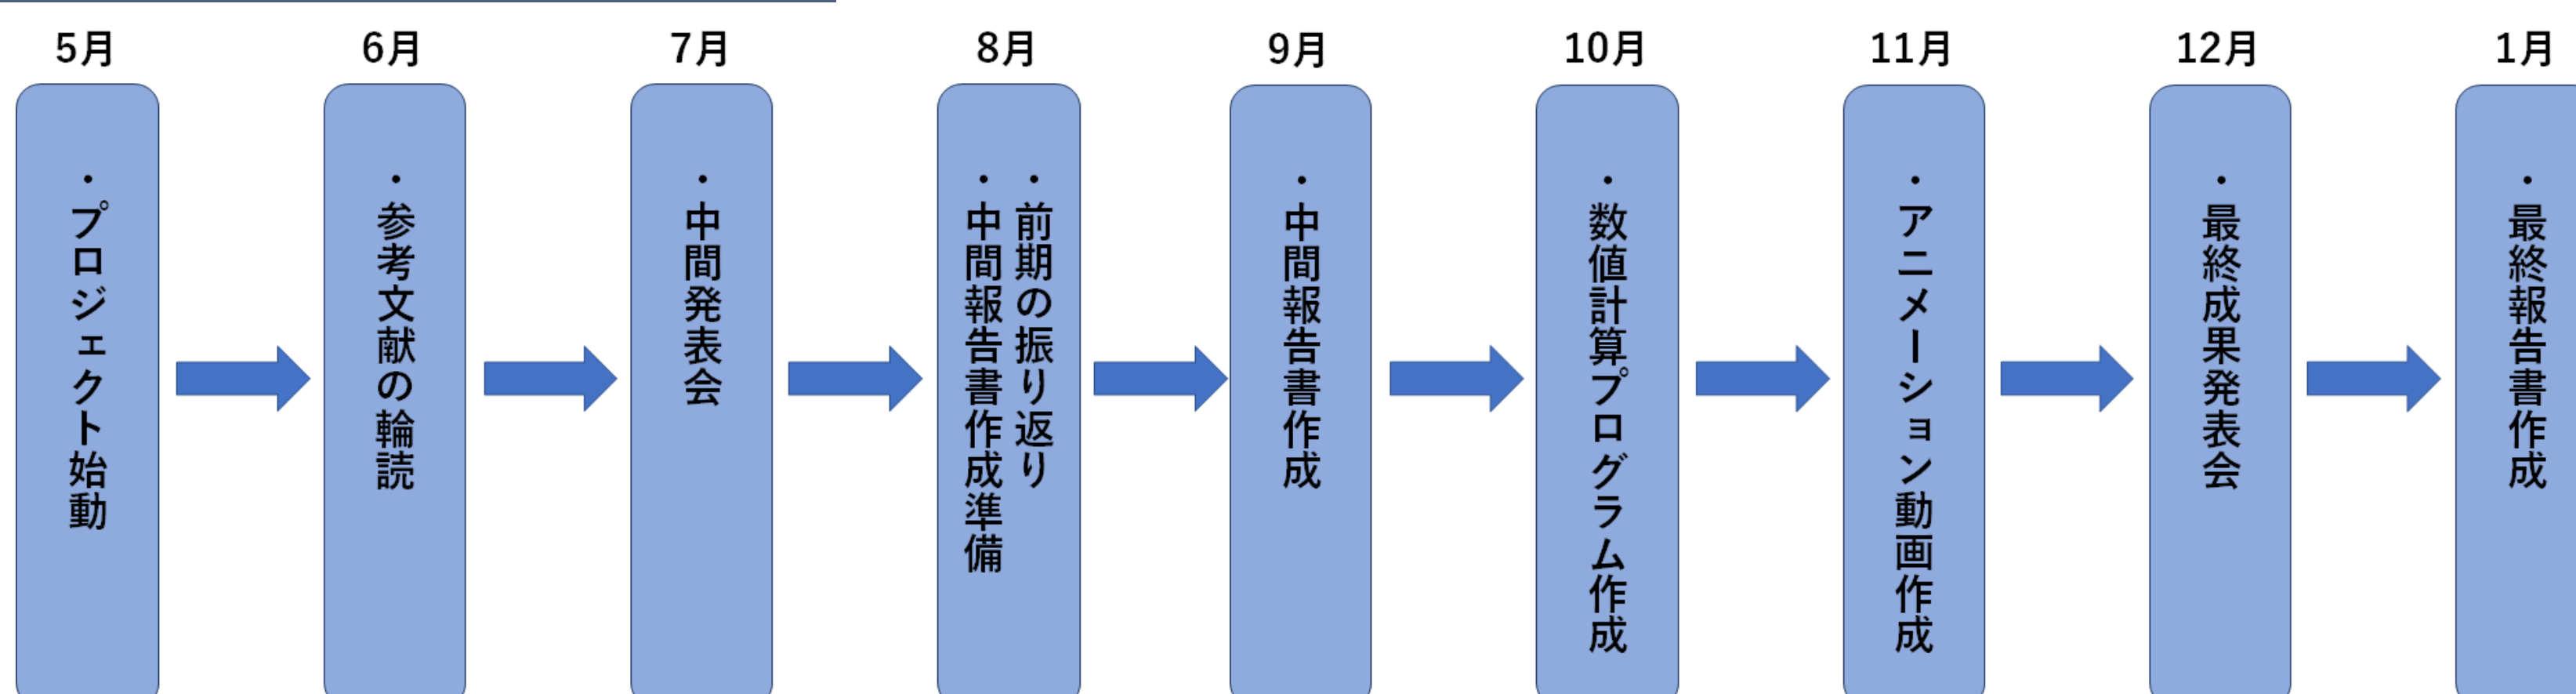 5月
・プロジェクト始動
6月
・参考文献の輪読
7月
・中間発表会
8月
・前期の振り返り
・中間報告書作成準備
9月
・中間報告書作成
10月
・数値計算プログラム作成
11月
・アニメーション動画作成
12月
・最終成果発表会
1月
・最終報告書作成